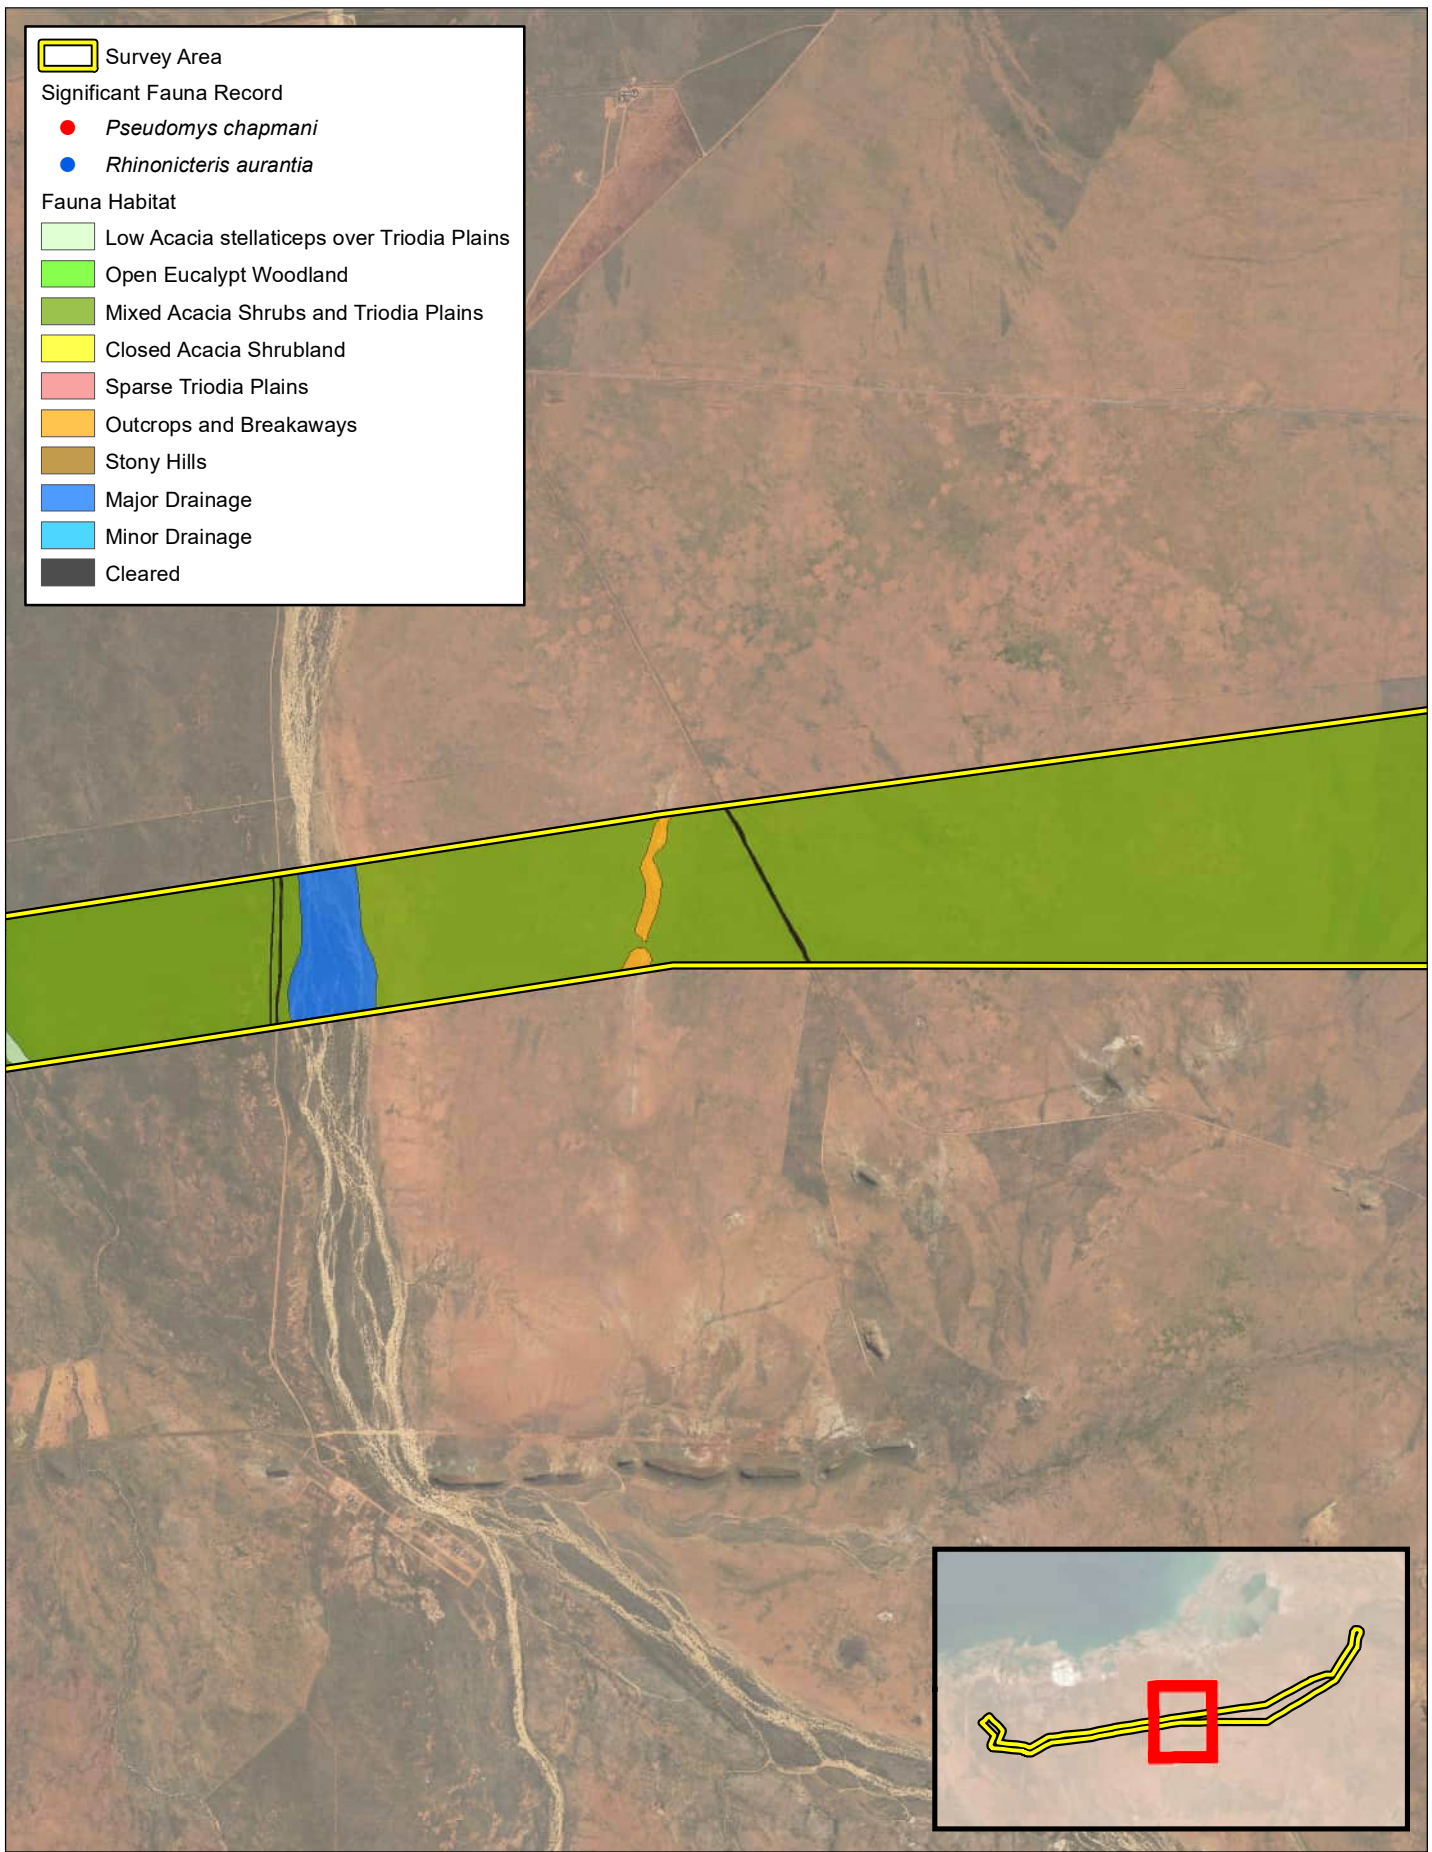 Survey Area
Significant Fauna Record
Pseudomys chapmani
Rhinonicteris aurantia
Fauna Habitat
Low Acacia stellaticeps over Triodia Plains
Open Eucalypt Woodland
Mixed Acacia Shrubs and Triodia Plains
Closed Acacia Shrubland
Sparse Triodia Plains
Outcrops and Breakaways
Stony Hills
Major Drainage
Minor Drainage
Cleared